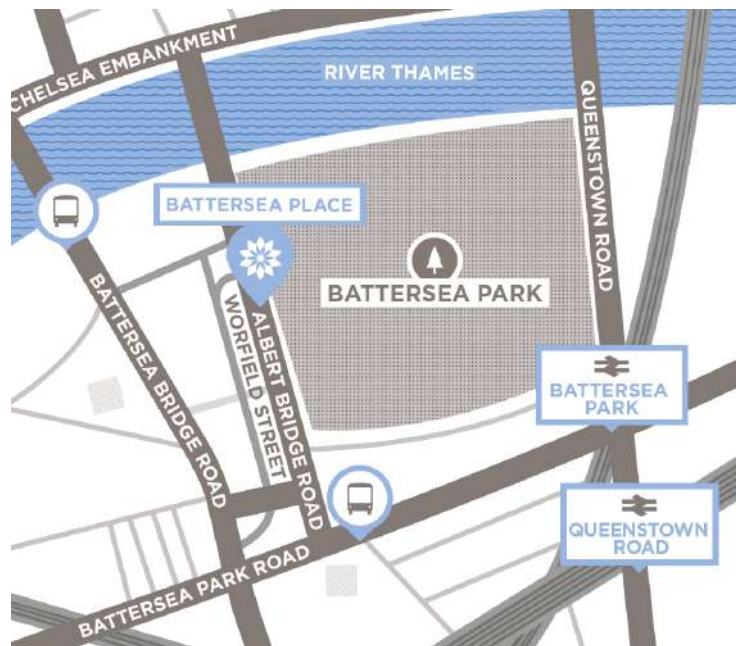 CHELSEA EMBANKMENT
RIVER THAMES
QUEENSTOWN ROAD
BATTERSEA PLACE
BATTERSEA PARK
BATTERSEA BRIDGE ROAD
WORFIELD STREET
ALBERT BRIDGE ROAD
BATTERSEA
PARK
QUEENSTOWN
ROAD
BATTERSEA PARK ROAD